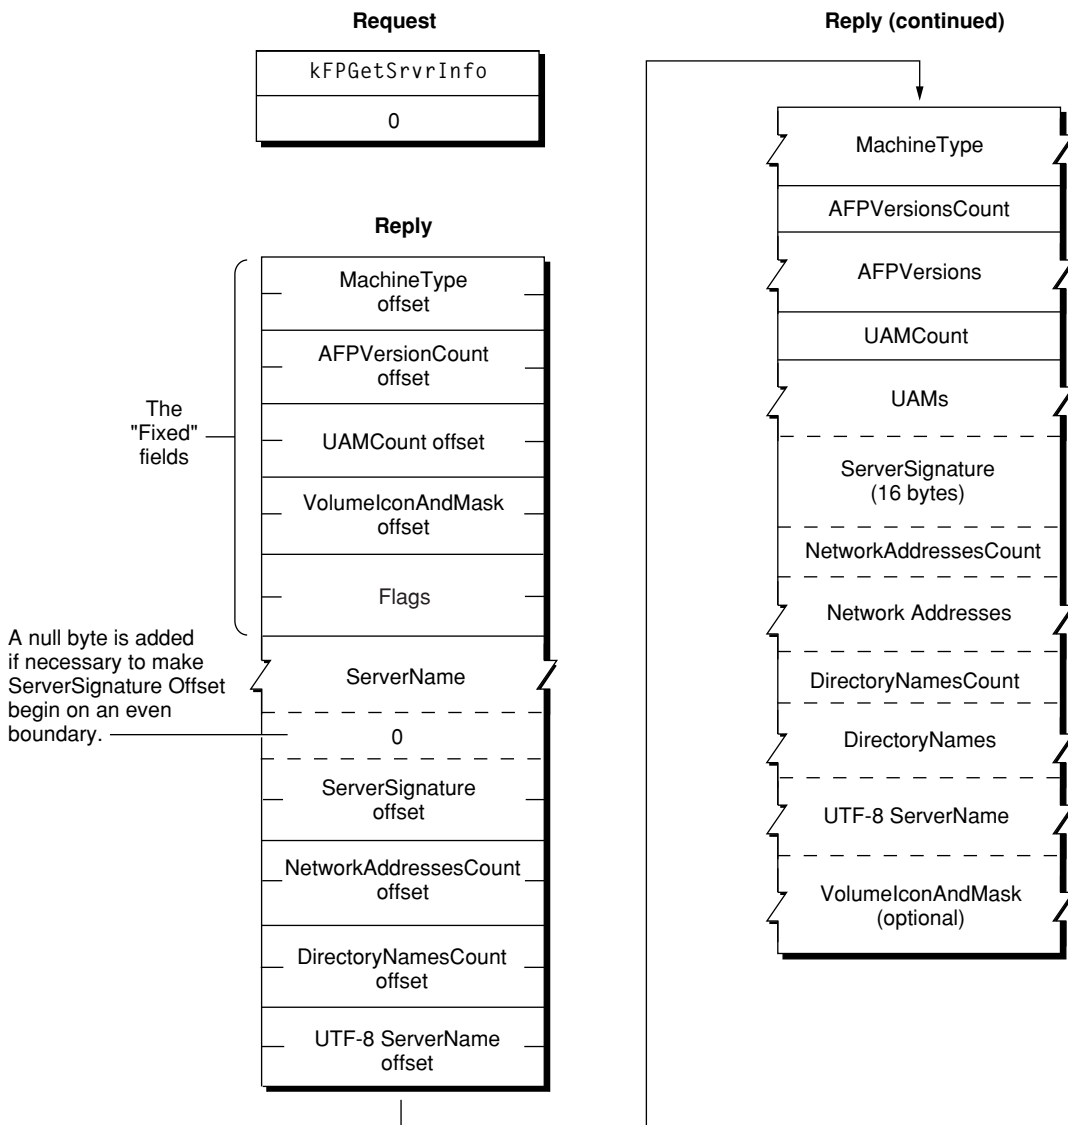 Request
kFPGetSrvrInfo
0
Reply
MachineType
offset
AFPVersionCount
offset
The
"Fixed"
fields
UAMCount offset
VolumeIconAndMask
offset
Flags
A null byte is added
if necessary to make
ServerSignature Offset
begin on an even
boundary.
ServerName
0
ServerSignature
offset
NetworkAddressesCount
offset
DirectoryNamesCount
offset
UTF-8 ServerName
offset
Reply (continued)
MachineType
AFPVersionsCount
AFPVersions
UAMCount
UAMs
ServerSignature
(16 bytes)
NetworkAddressesCount
Network Addresses
DirectoryNamesCount
DirectoryNames
UTF-8 ServerName
VolumeIconAndMask
(optional)